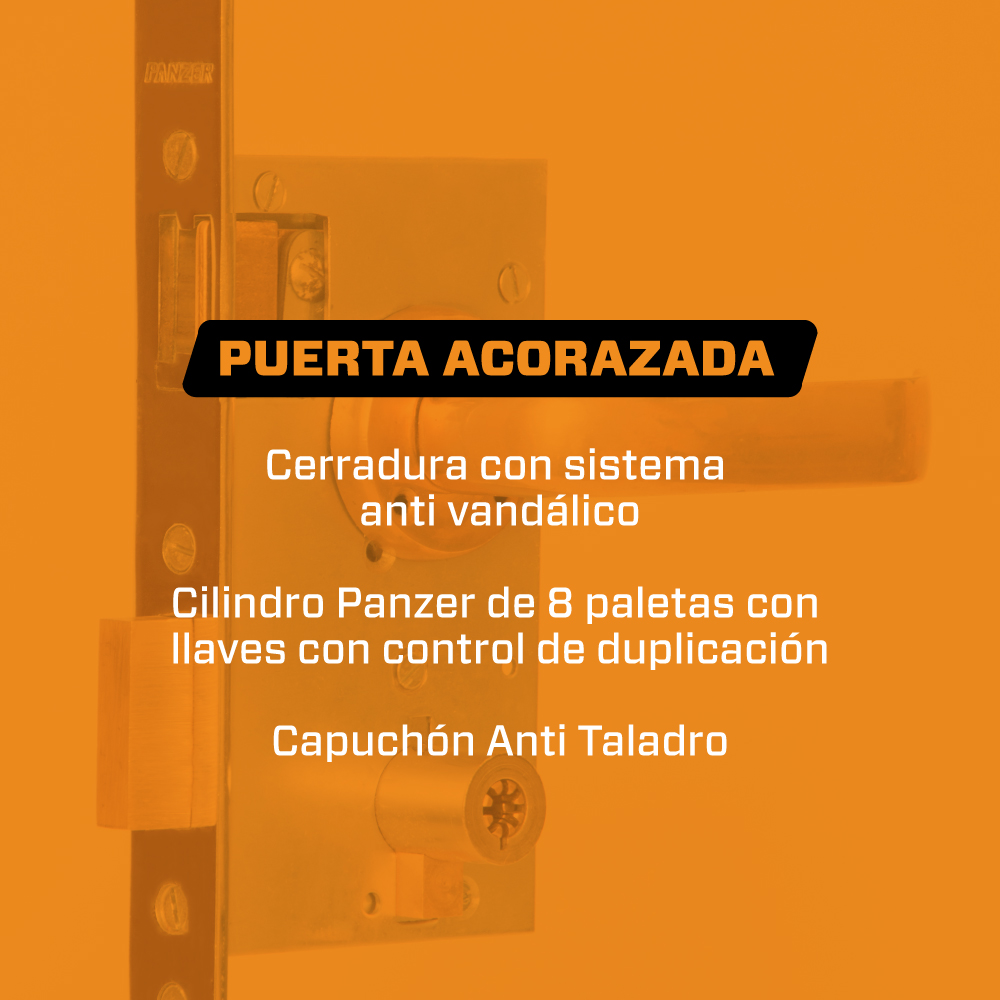 PANZER
PUERTA ACORAZADA
Cerradura con sistema
anti vandálico
Cilindro Panzer de 8 paletas con
llaves con control de duplicación
Capuchón Anti Taladro